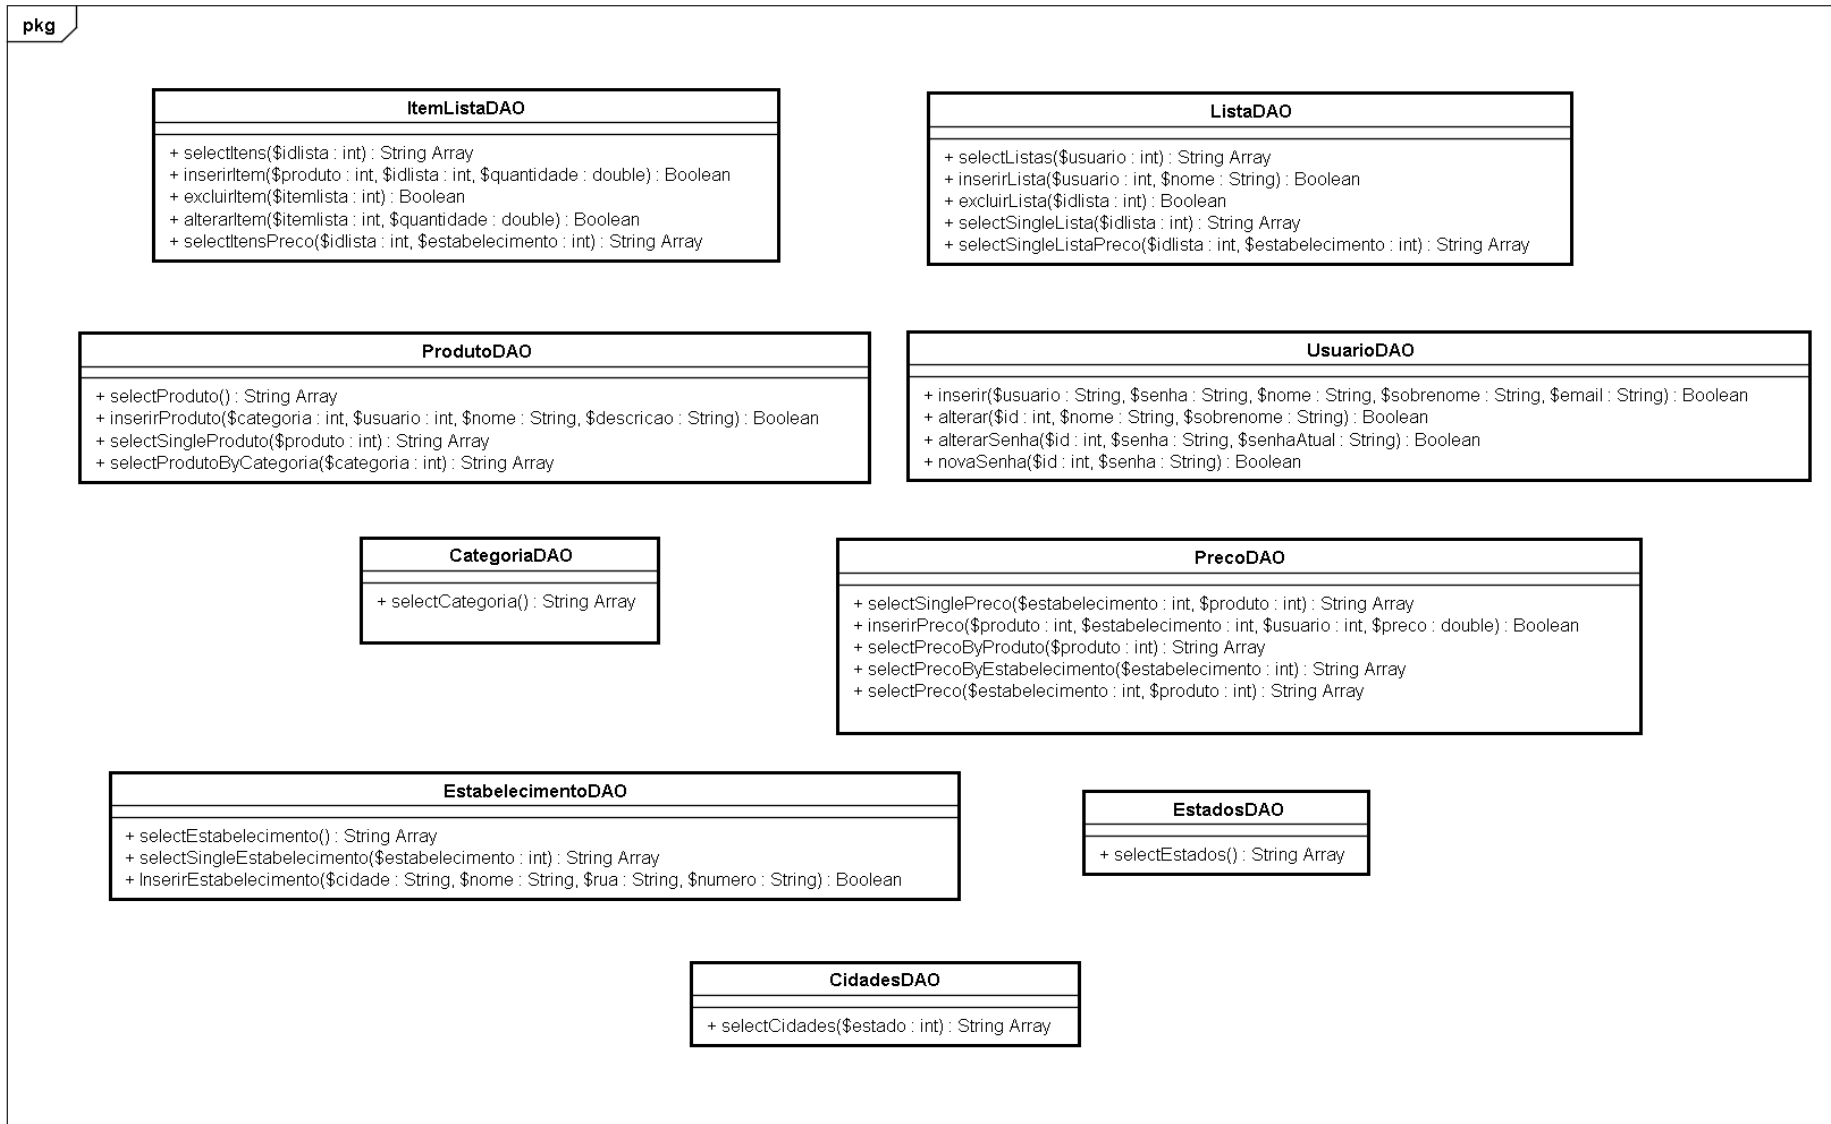 pkg
ItemListaDAO
+ selectItens($idlista : int) : String Array
+ inserirItem($produto : int, $idlista : int, $quantidade : double) : Boolean
+ excluirItem($itemlista : int) : Boolean
+ alterarItem($itemlista : int, $quantidade : double) : Boolean
+ selectItensPreco($idlista : int, $estabelecimento : int) : String Array
ListaDAO
+ selectListas($usuario : int) : String Array
+ inserirLista($usuario : int, $nome : String) : Boolean
+ excluirLista($idlista : int) : Boolean
+ selectSingleLista($idlista : int) : String Array
+ selectSingleListaPreco($idlista : int, $estabelecimento : int) : String Array
ProdutoDAO
+ selectProduto() : String Array
+ inserirProduto($categoria : int, $usuario : int, $nome : String, $descricao : String) : Boolean
+ selectSingleProduto($produto : int) : String Array
+ selectProdutoByCategoria($categoria : int) : String Array
UsuarioDAO
+ inserir($usuario : String, $senha : String, $nome : String, $sobrenome : String, $email : String) : Boolean
+ alterar($id : int, $nome : String, $sobrenome : String) : Boolean
+ alterarSenha($id : int, $senha : String, $senhaAtual : String) : Boolean
+ novaSenha($id : int, $senha : String) : Boolean
CategoriaDAO
+ selectCategoria() : String Array
PrecoDAO
+ selectSinglePreco($estabelecimento : int, $produto : int) : String Array
+ inserirPreco($produto : int, $estabelecimento : int, $usuario : int, $preco : double) : Boolean
+ selectPrecoByProduto($produto : int) : String Array
+ selectPrecoByEstabelecimento($estabelecimento : int) : String Array
+ selectPreco($estabelecimento : int, $produto : int) : String Array
EstabelecimentoDAO
+ selectEstabelecimento() : String Array
+ selectSingleEstabelecimento($estabelecimento : int) : String Array
+ InserirEstabelecimento($cidade : String, $nome : String, $rua : String, $numero : String) : Boolean
EstadosDAO
+ selectEstados() : String Array
CidadesDAO
+ selectCidades($estado : int) : String Array